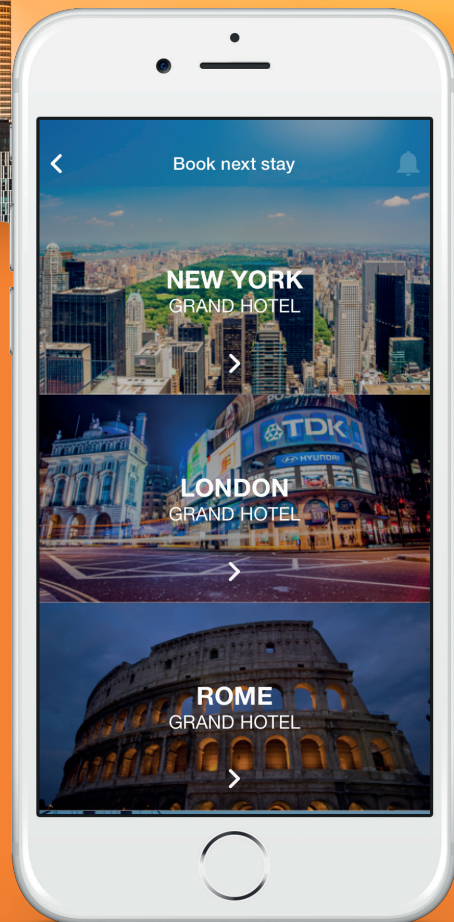 Book next stay
NEW YORK
GRAND HOTEL
TDK
HYUNDAI
LONDON
GRAND HOTEL
ROME
GRAND HOTEL